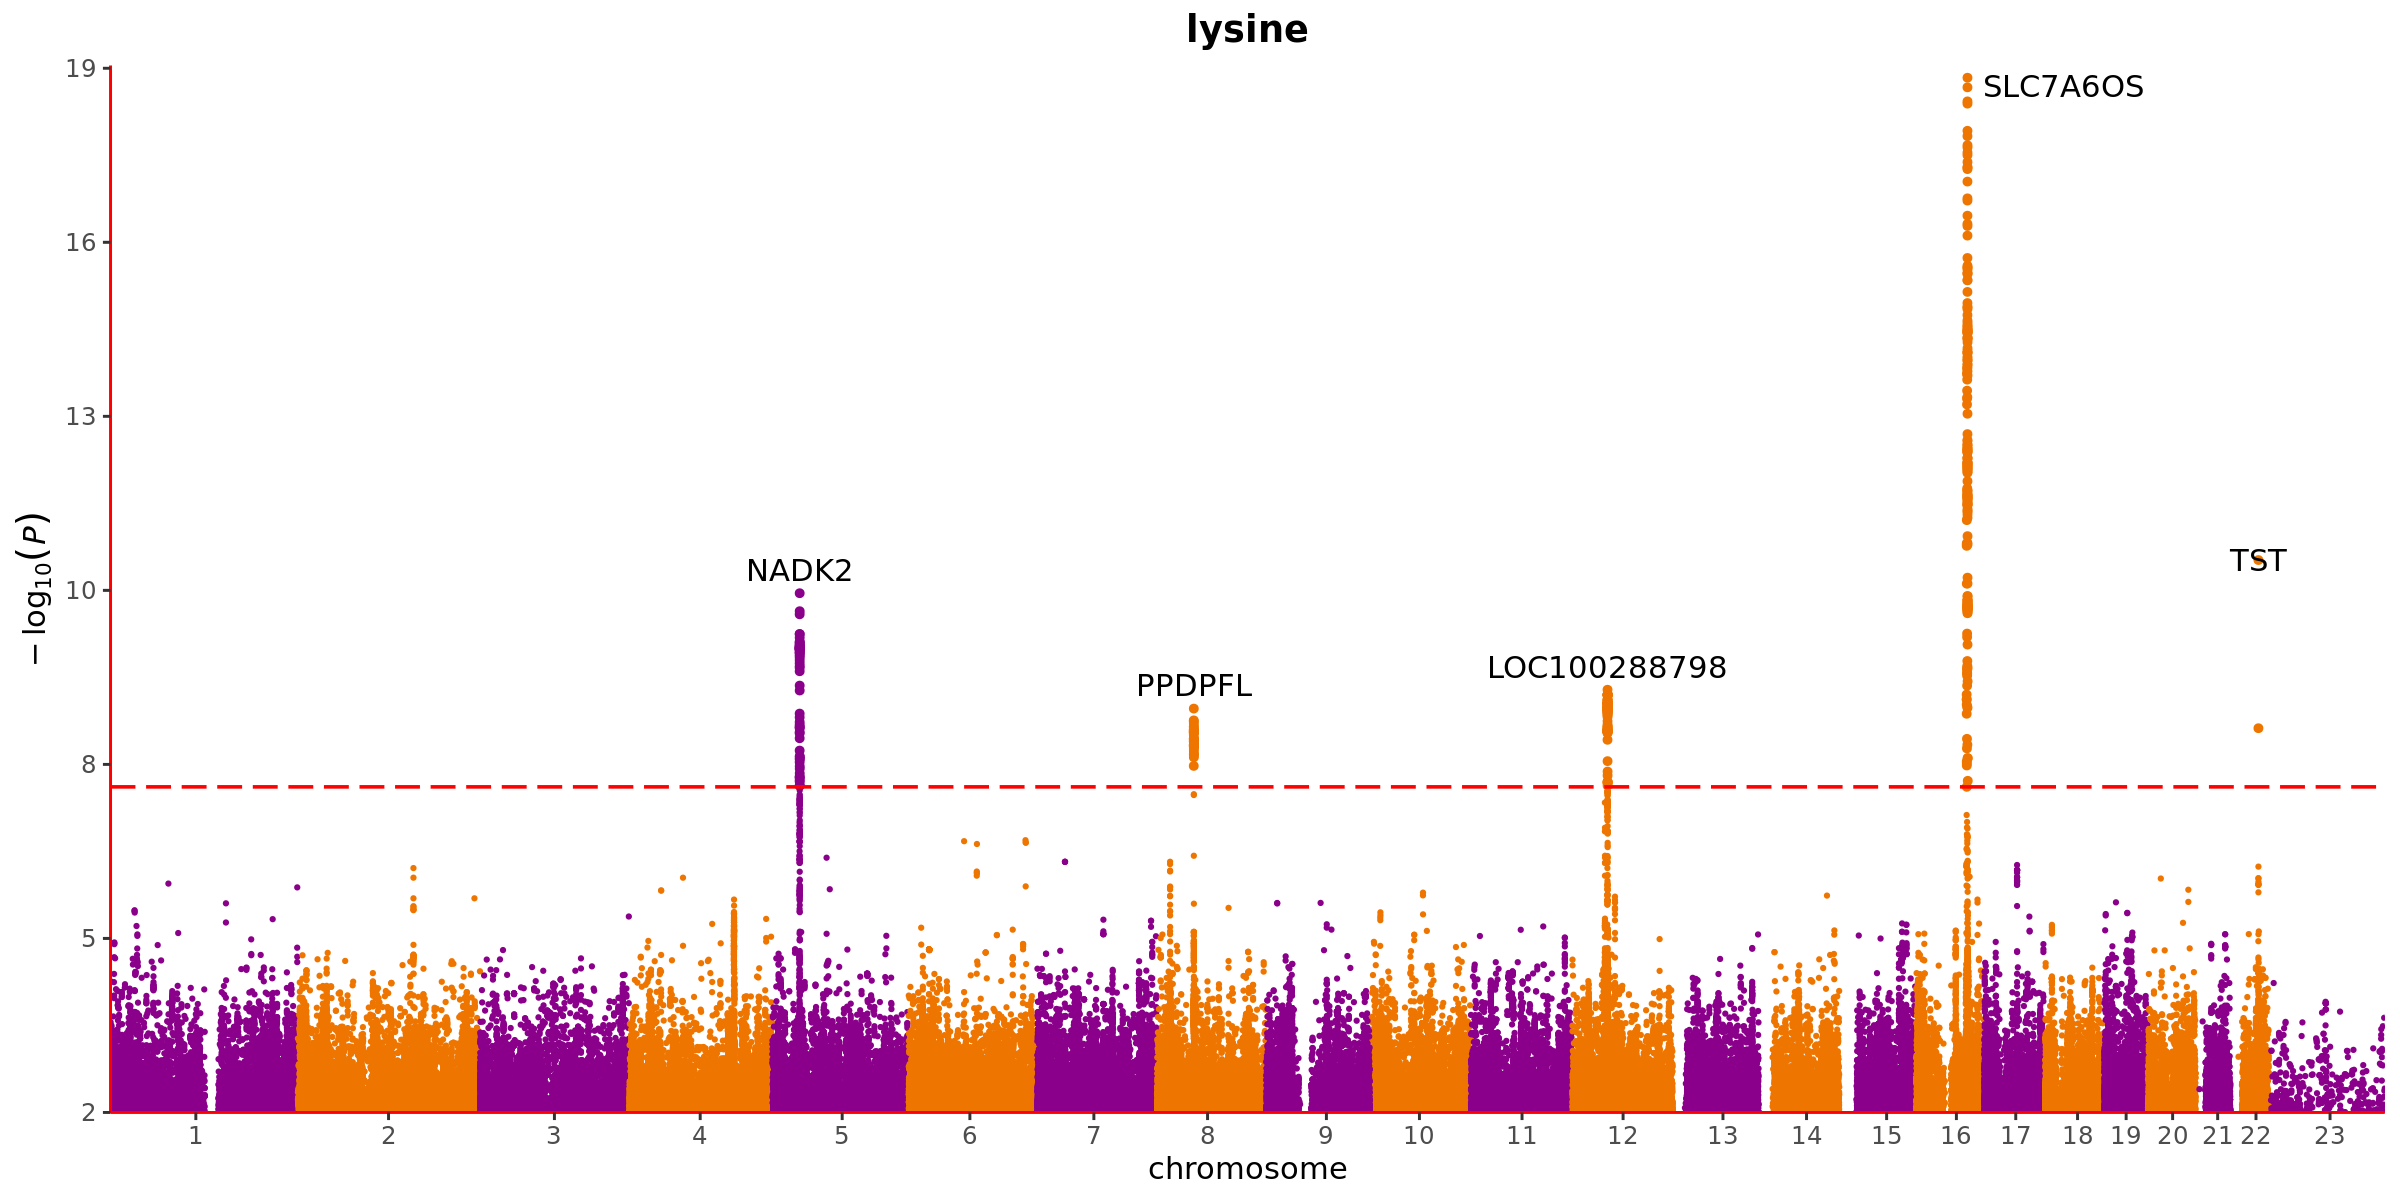 lysine
19
SLC7A6OS
16
13
TST
NADK2
10
− log10(P)
LOC100288798
PPDPFL
8
5
2
1 2 3 4 5 6 7 8 9 10 11 12 13 14 15 16 17 18 19 20 21 22 23
chromosome